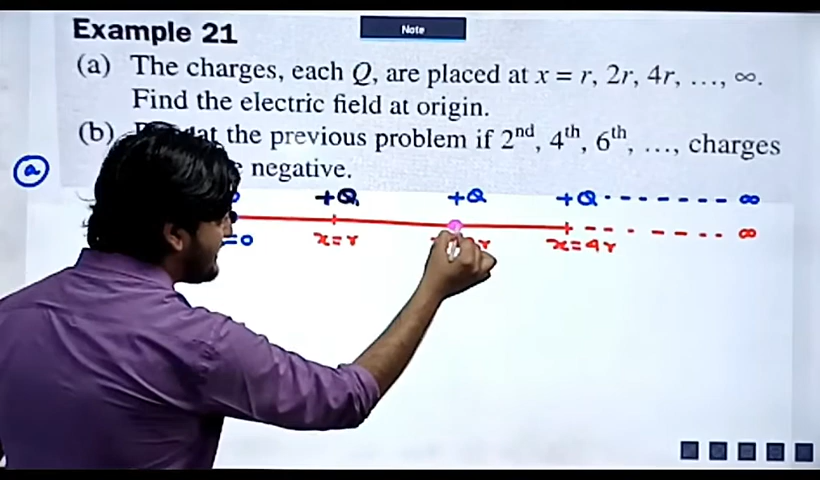 Example 21
Note
(a) The charges, each Q, are placed at x = r, 2r, 4r, ..., ∞.
Find the electric field at origin.
(b) the previous problem if 2nd, 4th, 6th, ..., charges
negative.
a
+Q +Q +Q ------- ∞
=0 x=r r x=4r ∞